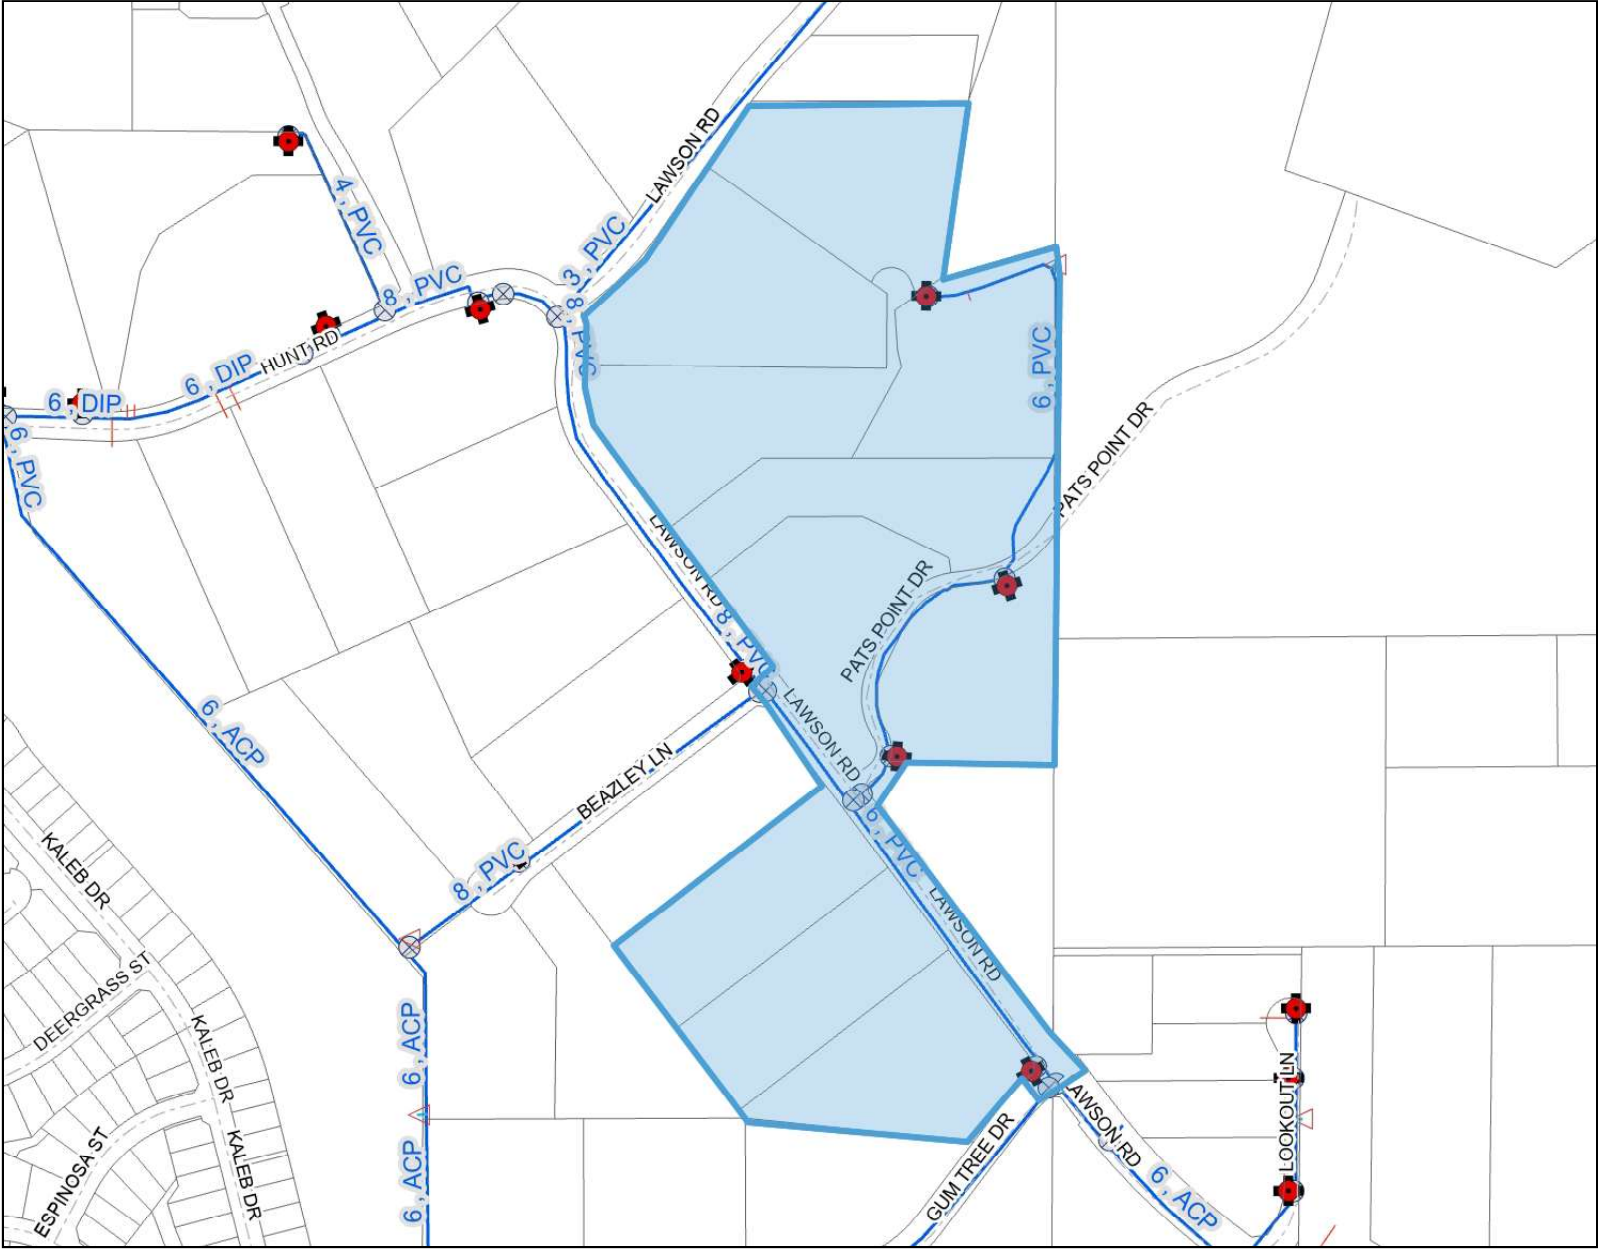 LAWSON RD
4 , PVC
3 , PVC
8 , PVC
8 , PVC
HUNT RD
6 , DIP
6 , DIP
6 , PVC
6 , PVC
PATS POINT DR
LAWSON RD
PATS POINT DR
8 , PVC
LAWSON RD
6 , ACP
BEAZLEY LN
6 , PVC
8 , PVC
KALEB DR
LAWSON RD
DEERGRASS ST
KALEB DR
6 , ACP
LOOKOUT LN
LAWSON RD
GUM TREE DR
ESPINOSA ST
KALEB DR
6 , ACP
6 , ACP